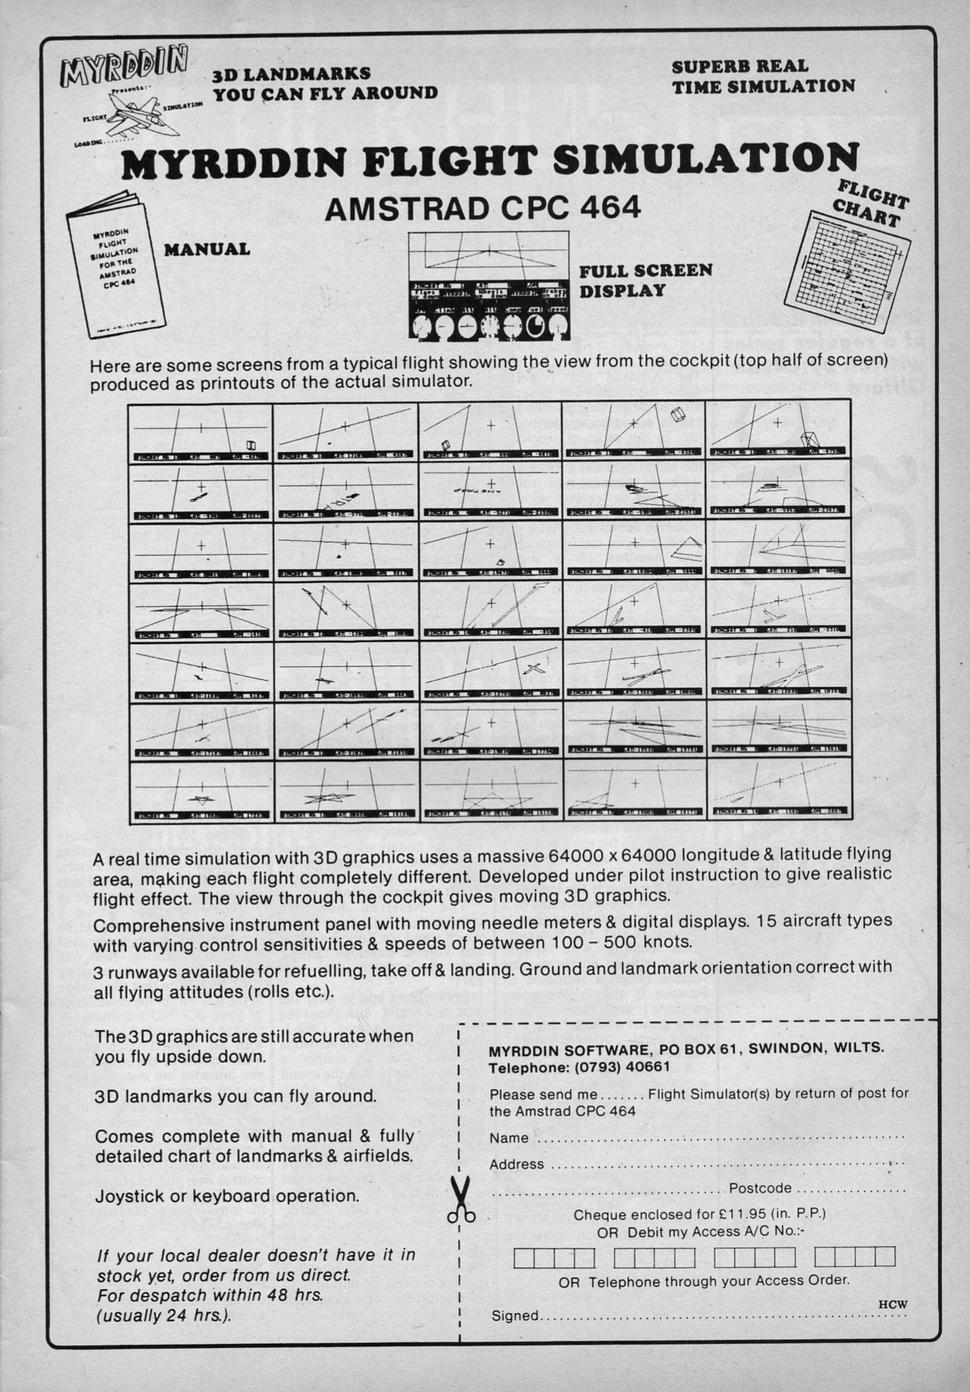 MYRDDIN
Presents:-
FLIGHT
SIMULATION
LOADING........
3D LANDMARKS
YOU CAN FLY AROUND
SUPERB REAL
TIME SIMULATION
MYRDDIN FLIGHT SIMULATION
AMSTRAD CPC 464
MYRDDIN
FLIGHT
SIMULATION
FOR THE
AMSTRAD
CPC 464
MANUAL
FULL SCREEN
DISPLAY
FLIGHT
CHART
Here are some screens from a typical flight showing the view from the cockpit (top half of screen)
produced as printouts of the actual simulator.
A real time simulation with 3D graphics uses a massive 64000 x 64000 longitude & latitude flying
area, making each flight completely different. Developed under pilot instruction to give realistic
flight effect. The view through the cockpit gives moving 3D graphics.
Comprehensive instrument panel with moving needle meters & digital displays. 15 aircraft types
with varying control sensitivities & speeds of between 100 – 500 knots.
3 runways available for refuelling, take off & landing. Ground and landmark orientation correct with
all flying attitudes (rolls etc.).
The 3D graphics are still accurate when
you fly upside down.
3D landmarks you can fly around.
Comes complete with manual & fully
detailed chart of landmarks & airfields.
Joystick or keyboard operation.
If your local dealer doesn't have it in
stock yet, order from us direct.
For despatch within 48 hrs.
(usually 24 hrs.).
MYRDDIN SOFTWARE, PO BOX 61, SWINDON, WILTS.
Telephone: (0793) 40661
Please send me ....... Flight Simulator(s) by return of post for
the Amstrad CPC 464
Name
Address
Postcode
Cheque enclosed for £11.95 (in. P.P.)
OR Debit my Access A/C No.:-
OR Telephone through your Access Order.
HCW
Signed